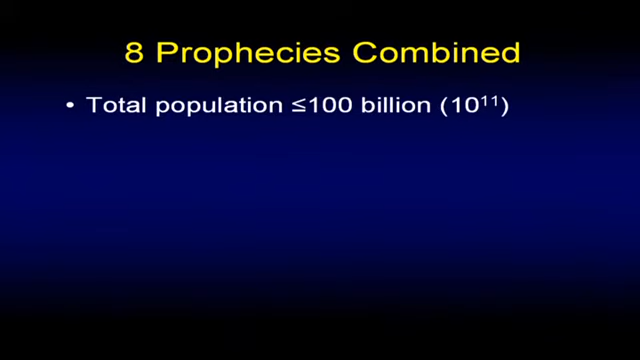 8 Prophecies Combined
• Total population ≤100 billion (10¹¹)